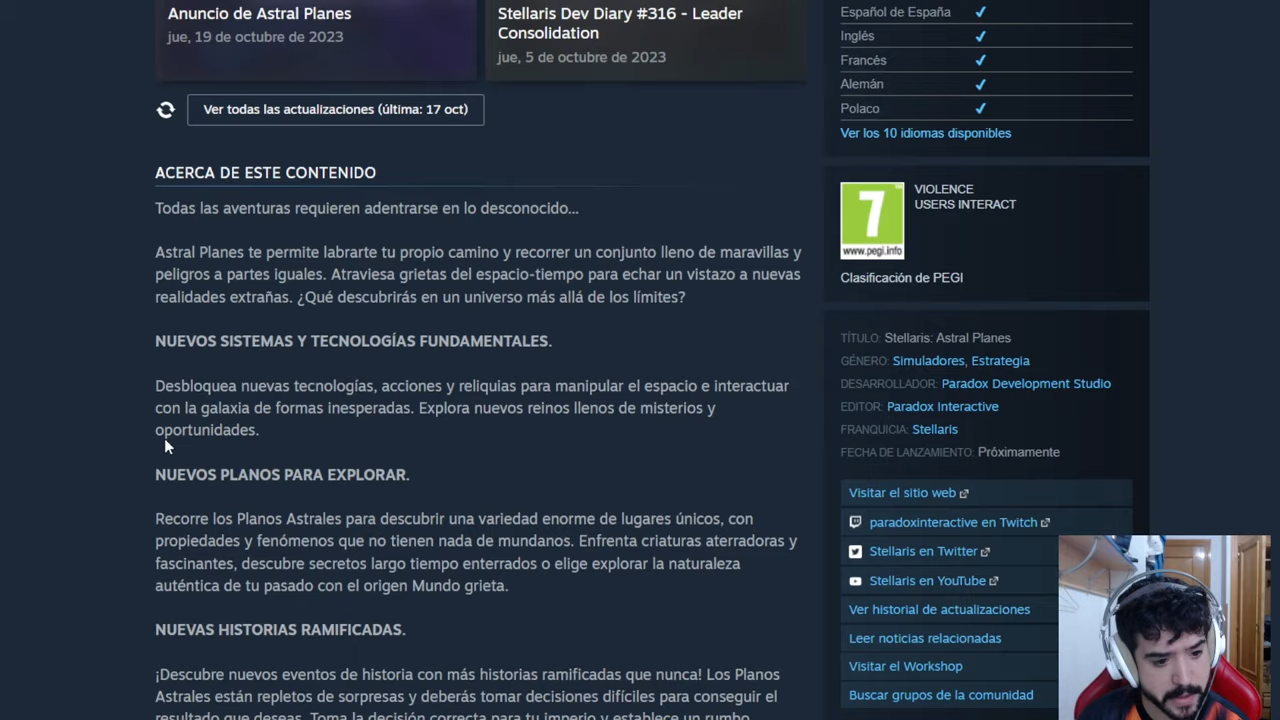 Anuncio de Astral Planes
jue, 19 de octubre de 2023
Stellaris Dev Diary #316 - Leader
Consolidation
jue, 5 de octubre de 2023
Ver todas las actualizaciones (última: 17 oct)
ACERCA DE ESTE CONTENIDO
Todas las aventuras requieren adentrarse en lo desconocido...
Astral Planes te permite labrarte tu propio camino y recorrer un conjunto lleno de maravillas y
peligros a partes iguales. Atraviesa grietas del espacio-tiempo para echar un vistazo a nuevas
realidades extrañas. ¿Qué descubrirás en un universo más allá de los límites?
NUEVOS SISTEMAS Y TECNOLOGÍAS FUNDAMENTALES.
Desbloquea nuevas tecnologías, acciones y reliquias para manipular el espacio e interactuar
con la galaxia de formas inesperadas. Explora nuevos reinos llenos de misterios y
oportunidades.
NUEVOS PLANOS PARA EXPLORAR.
Recorre los Planos Astrales para descubrir una variedad enorme de lugares únicos, con
propiedades y fenómenos que no tienen nada de mundanos. Enfrenta criaturas aterradoras y
fascinantes, descubre secretos largo tiempo enterrados o elige explorar la naturaleza
auténtica de tu pasado con el origen Mundo grieta.
NUEVAS HISTORIAS RAMIFICADAS.
¡Descubre nuevos eventos de historia con más historias ramificadas que nunca! Los Planos
Astrales están repletos de sorpresas y deberás tomar decisiones difíciles para conseguir el
resultado que deseas. Toma la decisión correcta para tu imperio y establece un rumbo
Español de España
Inglés
Francés
Alemán
Polaco
Ver los 10 idiomas disponibles
7
www.pegi.info
VIOLENCE
USERS INTERACT
Clasificación de PEGI
TÍTULO: Stellaris: Astral Planes
GÉNERO: Simuladores, Estrategia
DESARROLLADOR: Paradox Development Studio
EDITOR: Paradox Interactive
FRANQUICIA: Stellaris
FECHA DE LANZAMIENTO: Próximamente
Visitar el sitio web
paradoxinteractive en Twitch
Stellaris en Twitter
Stellaris en YouTube
Ver historial de actualizaciones
Leer noticias relacionadas
Visitar el Workshop
Buscar grupos de la comunidad